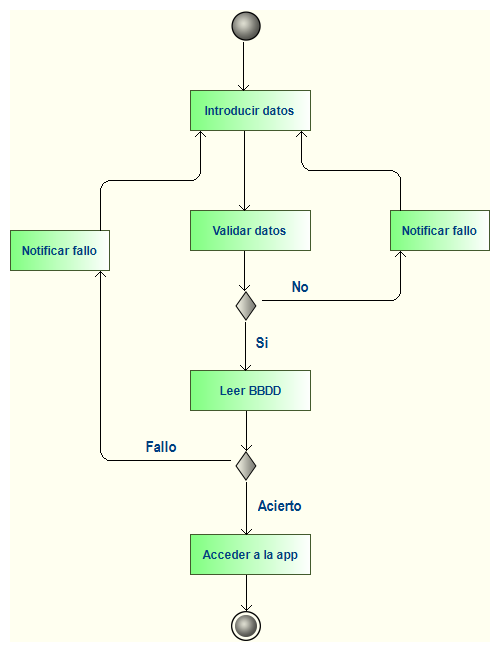 Introducir datos
Notificar fallo
Validar datos
Notificar fallo
No
Si
Leer BBDD
Fallo
Acierto
Acceder a la app